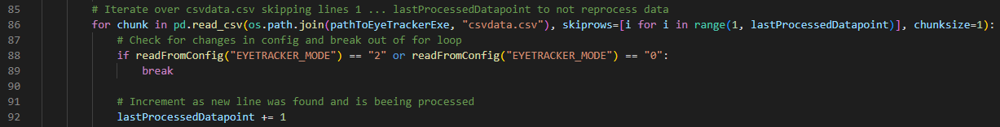 85 # Iterate over csvdata.csv skipping lines 1 ... lastProcessedDatapoint to not reprocess data
86 for chunk in pd.read_csv(os.path.join(pathToEyeTrackerExe, "csvdata.csv"), skiprows=[i for i in range(1, lastProcessedDatapoint)], chunksize=1):
87 # Check for changes in config and break out of for loop
88 if readFromConfig("EYETRACKER_MODE") == "2" or readFromConfig("EYETRACKER_MODE") == "0":
89 break
90
91 # Increment as new line was found and is beeing processed
92 lastProcessedDatapoint += 1